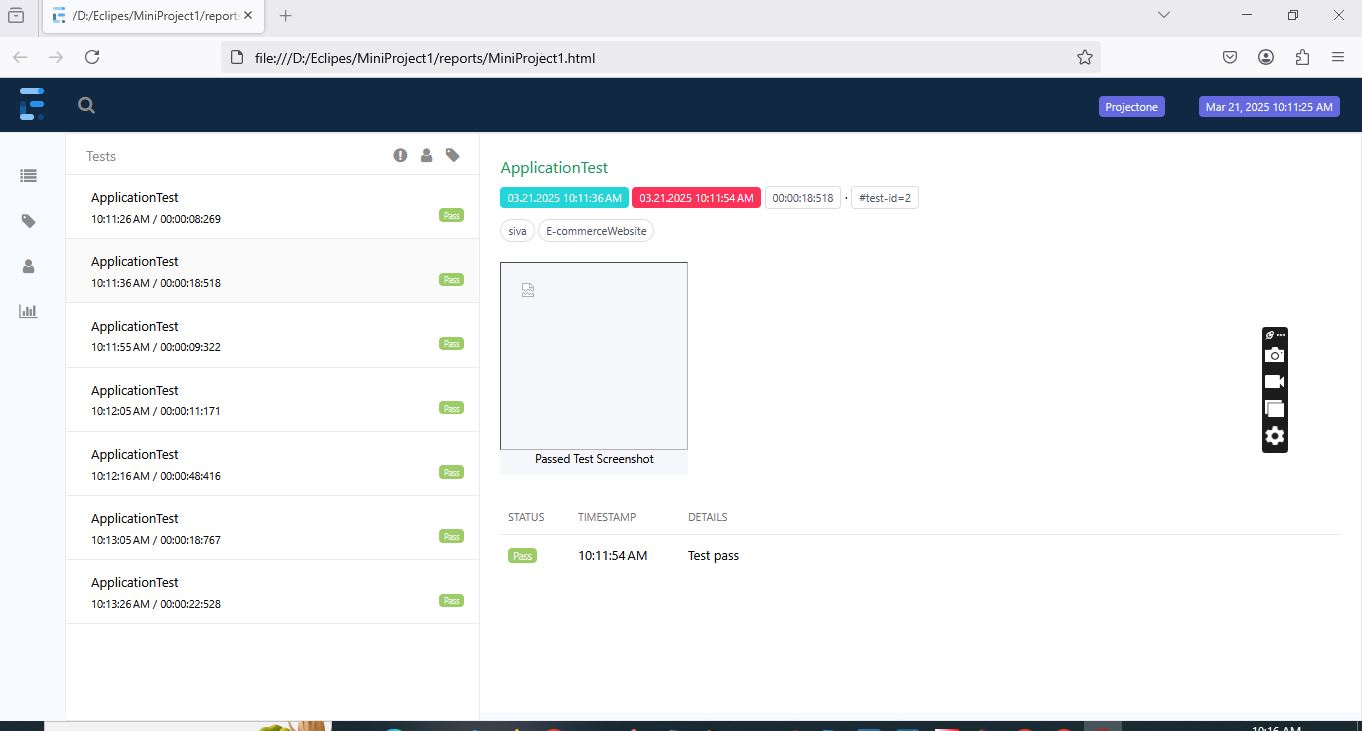 /D:/Eclipes/MiniProject1/report
file:///D:/Eclipes/MiniProject1/reports/MiniProject1.html
Projectone
Mar 21, 2025 10:11:25 AM
Tests
ApplicationTest
10:11:26 AM / 00:00:08:269
Pass
ApplicationTest
10:11:36 AM / 00:00:18:518
Pass
ApplicationTest
10:11:55 AM / 00:00:09:322
Pass
ApplicationTest
10:12:05 AM / 00:00:11:171
Pass
ApplicationTest
10:12:16 AM / 00:00:48:416
Pass
ApplicationTest
10:13:05 AM / 00:00:18:767
Pass
ApplicationTest
10:13:26 AM / 00:00:22:528
Pass
ApplicationTest
03.21.2025 10:11:36 AM 03.21.2025 10:11:54 AM 00:00:18:518 · #test-id=2
siva E-commerceWebsite
Passed Test Screenshot
STATUS TIMESTAMP DETAILS
Pass 10:11:54 AM Test pass
10:16 AM